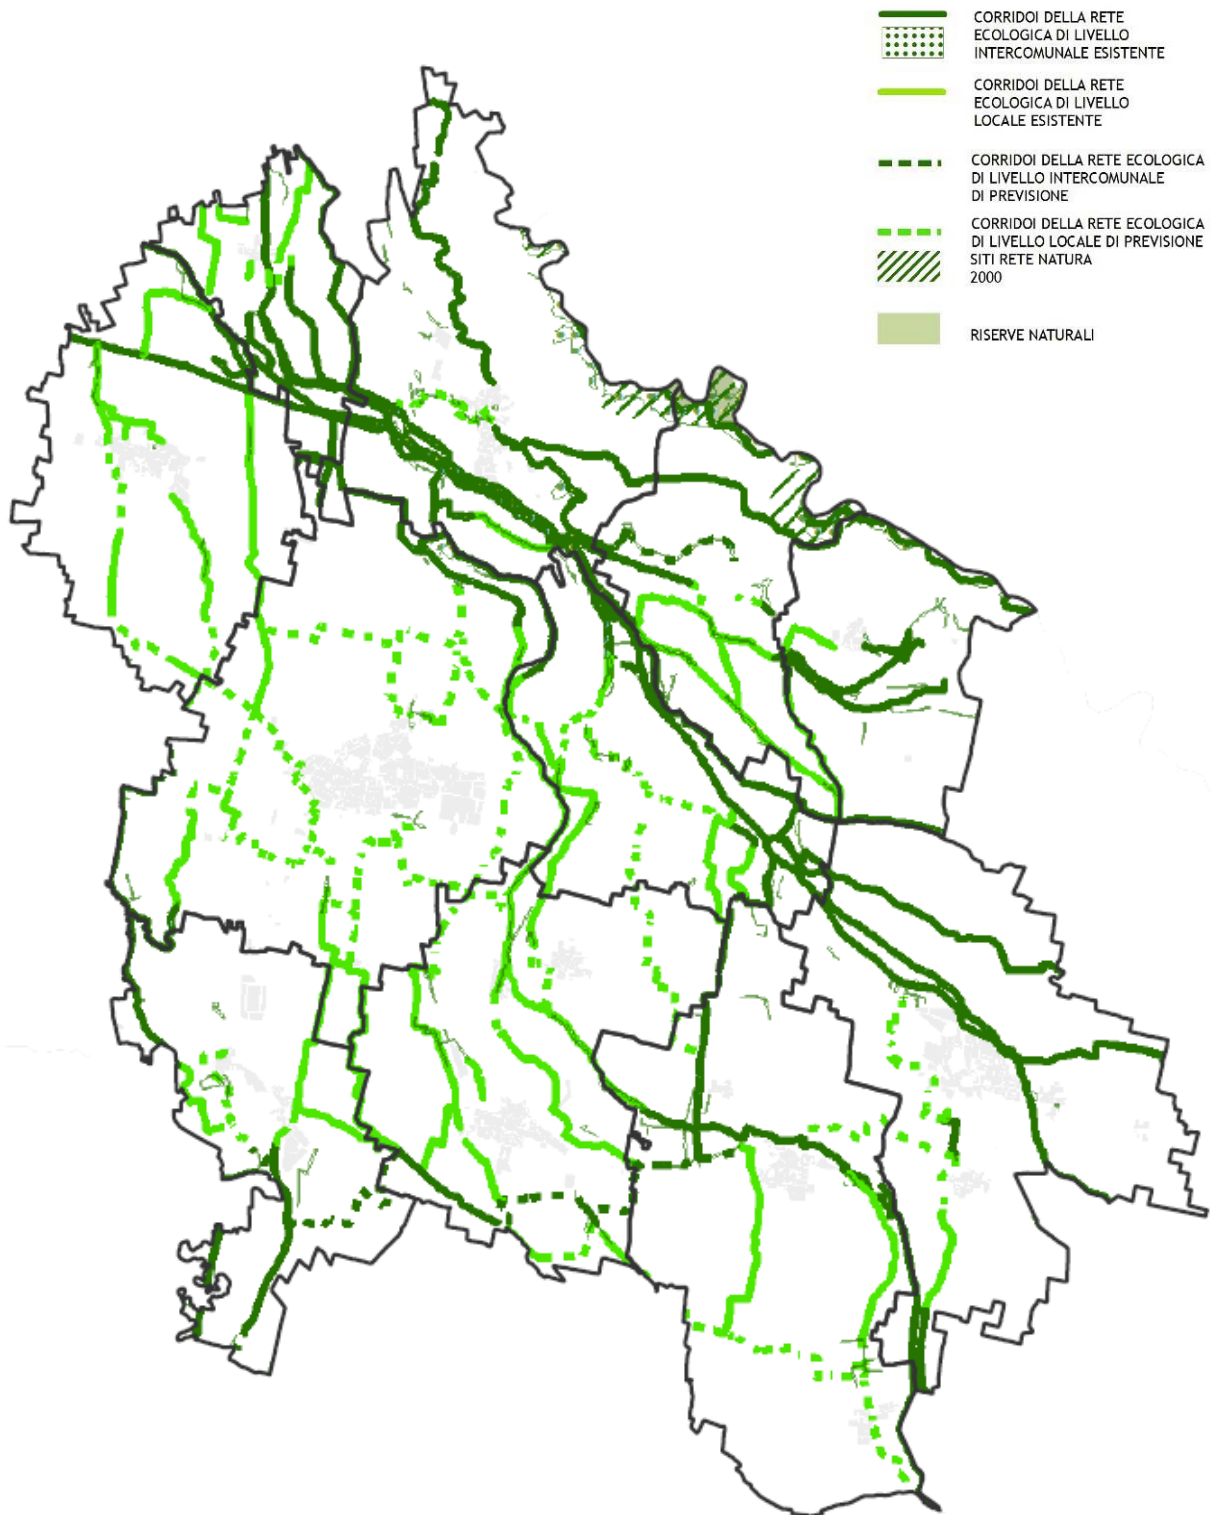 CORRIDOI DELLA RETE
ECOLOGICA DI LIVELLO
INTERCOMUNALE ESISTENTE
CORRIDOI DELLA RETE
ECOLOGICA DI LIVELLO
LOCALE ESISTENTE
CORRIDOI DELLA RETE ECOLOGICA
DI LIVELLO INTERCOMUNALE
DI PREVISIONE
CORRIDOI DELLA RETE ECOLOGICA
DI LIVELLO LOCALE DI PREVISIONE
SITI RETE NATURA
2000
RISERVE NATURALI